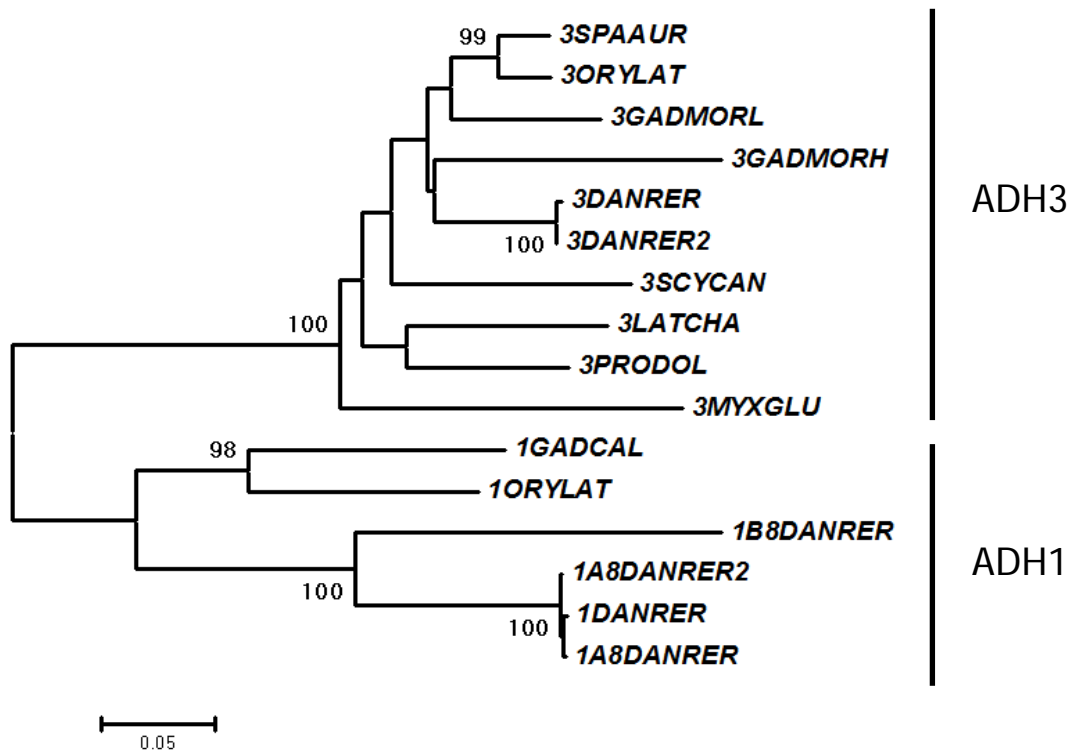 99
3SPAAUR
3ORYLAT
3GADMORL
3GADMORH
ADH3
3DANRER
100
3DANRER2
3SCYCAN
100
3LATCHA
3PRODOL
3MYXGLU
98
1GADCAL
1ORYLAT
1B8DANRER
ADH1
1A8DANRER2
100
1DANRER
100
1A8DANRER
0.05